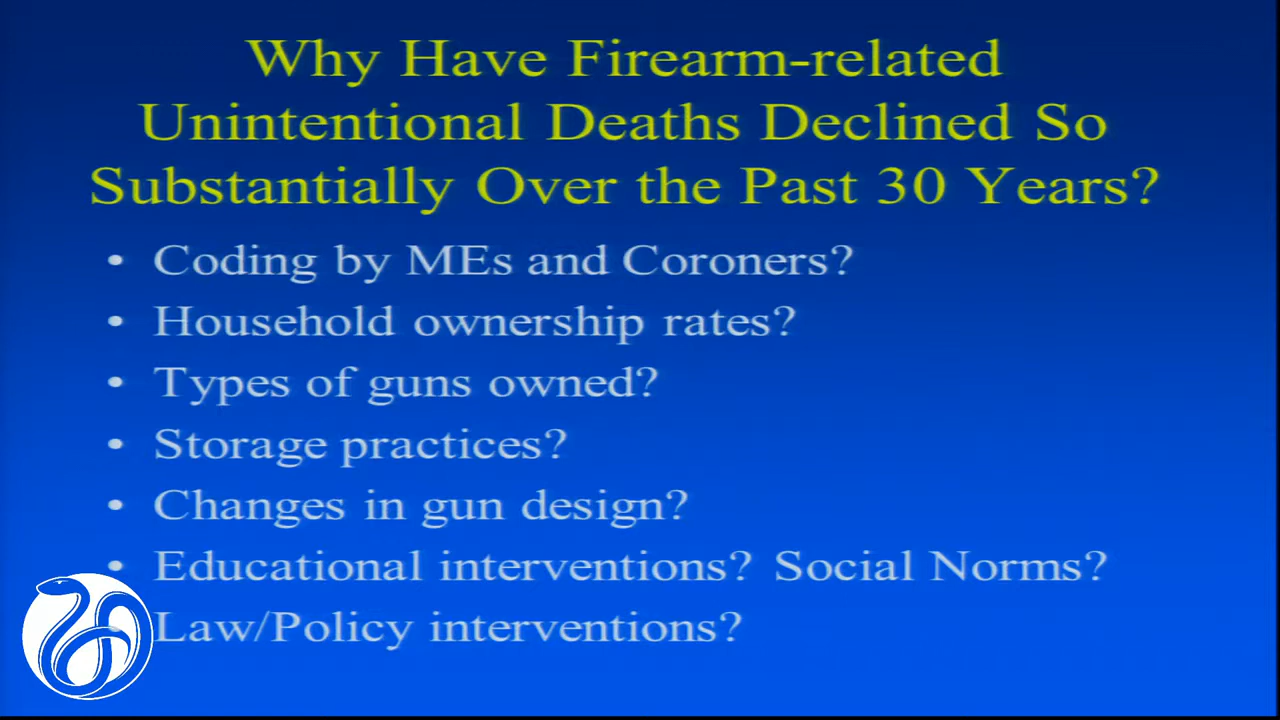 Why Have Firearm-related
Unintentional Deaths Declined So
Substantially Over the Past 30 Years?
• Coding by MEs and Coroners?
• Household ownership rates?
• Types of guns owned?
• Storage practices?
• Changes in gun design?
• Educational interventions? Social Norms?
Law/Policy interventions?